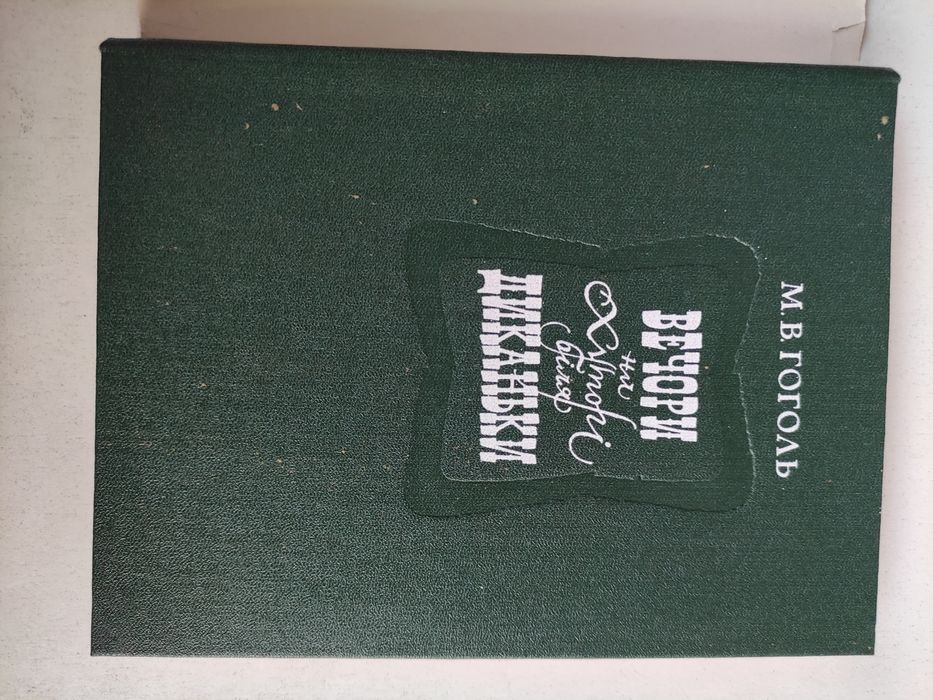 М.В.ГОГОЛЬ
ВЕЧОРИ
на
Хуторі
біля
ДИКАНЬКИ